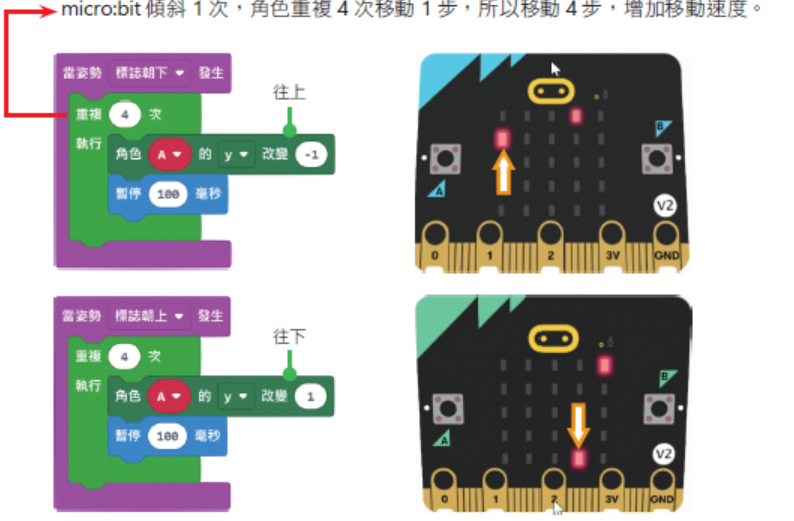 micro:bit 傾斜 1 次，角色重複 4 次移動 1 步，所以移動 4 步，增加移動速度。
當姿勢 標誌朝下 發生
往上
重複 4 次
執行
角色 A 的 y 改變 -1
暫停 100 毫秒
B
A
V2
0 1 2 3V GND
當姿勢 標誌朝上 發生
往下
重複 4 次
執行
角色 A 的 y 改變 1
暫停 100 毫秒
B
A
V2
0 1 2 3V GND